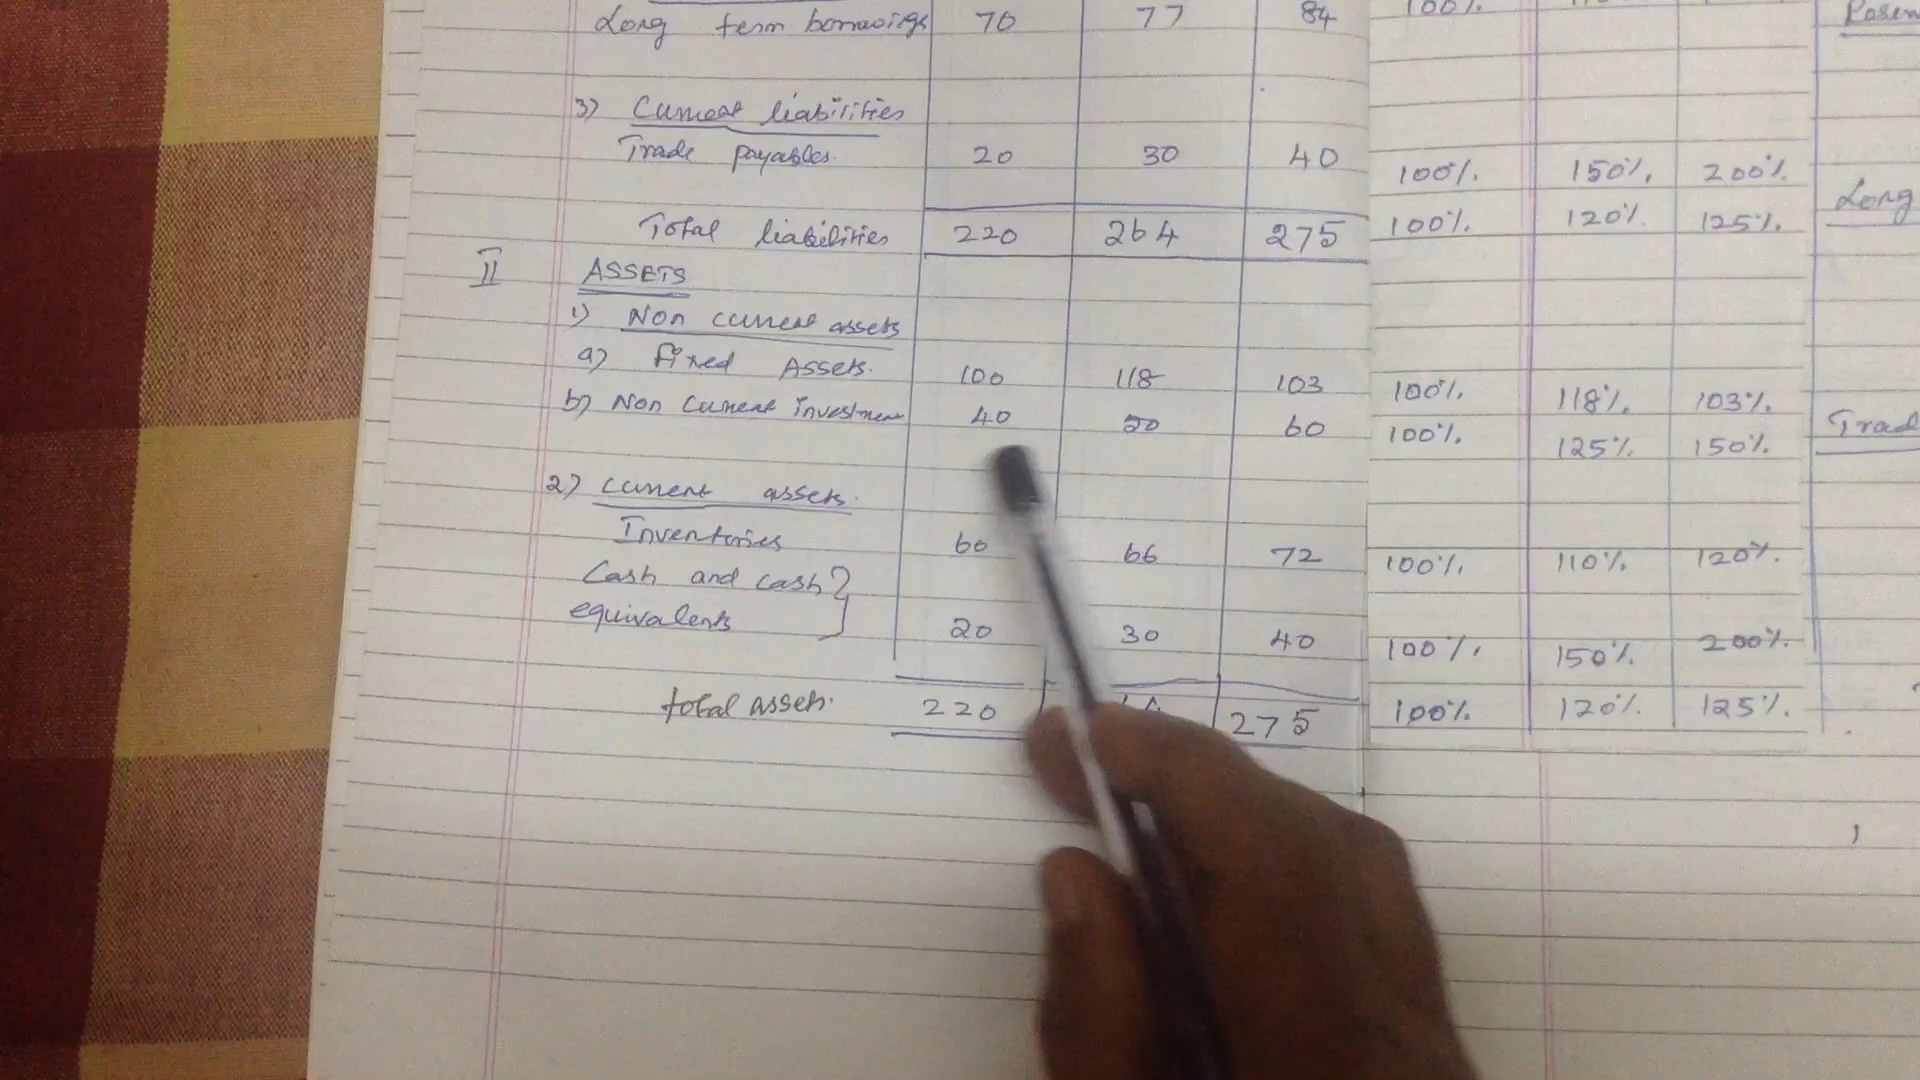 Long term borrowings 70 77 84 100%.
3) Current liabilities
Trade payables. 20 30 40 100%. 150%. 200%.
Total liabilities 220 264 275 100%. 120%. 125%.
Long
II ASSETS
1) Non current assets
a) Fixed Assets. 100 118 103 100%. 118%. 103%.
b) Non current investment 40 50 60 100%. 125%. 150%.
Trad
2) Current assets.
Inventories 60 66 72 100%. 110%. 120%.
Cash and cash }
equivalents 20 30 40 100%. 150%. 200%.
total assets. 220 275 100%. 120%. 125%.